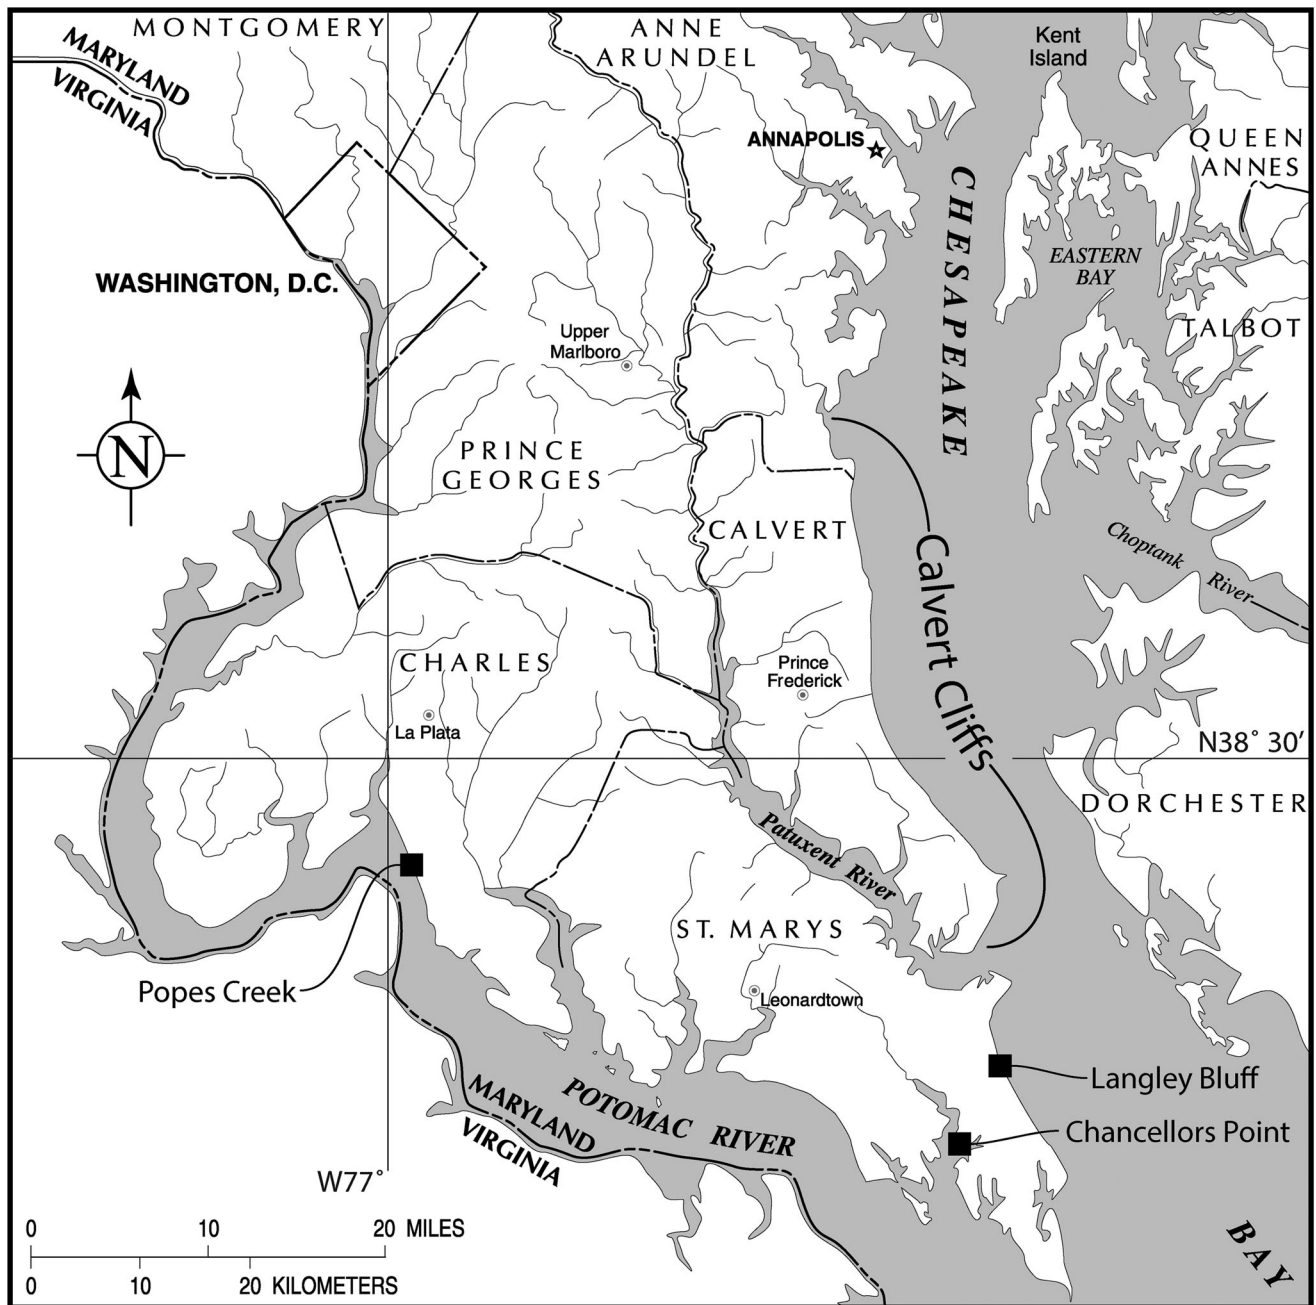 MONTGOMERY
ANNE
ARUNDEL
Kent
Island
MARYLAND
VIRGINIA
ANNAPOLIS
QUEEN
ANNES
CHESAPEAKE
EASTERN
BAY
WASHINGTON, D.C.
Upper
Marlboro
TALBOT
N
PRINCE
GEORGES
CALVERT
Choptank
River
Calvert Cliffs
CHARLES
Prince
Frederick
La Plata
N38° 30'
DORCHESTER
Patuxent River
ST. MARYS
Popes Creek
Leonardtown
Langley Bluff
POTOMAC RIVER
MARYLAND
VIRGINIA
Chancellors Point
W77°
BAY
0 10 20 MILES
0 10 20 KILOMETERS